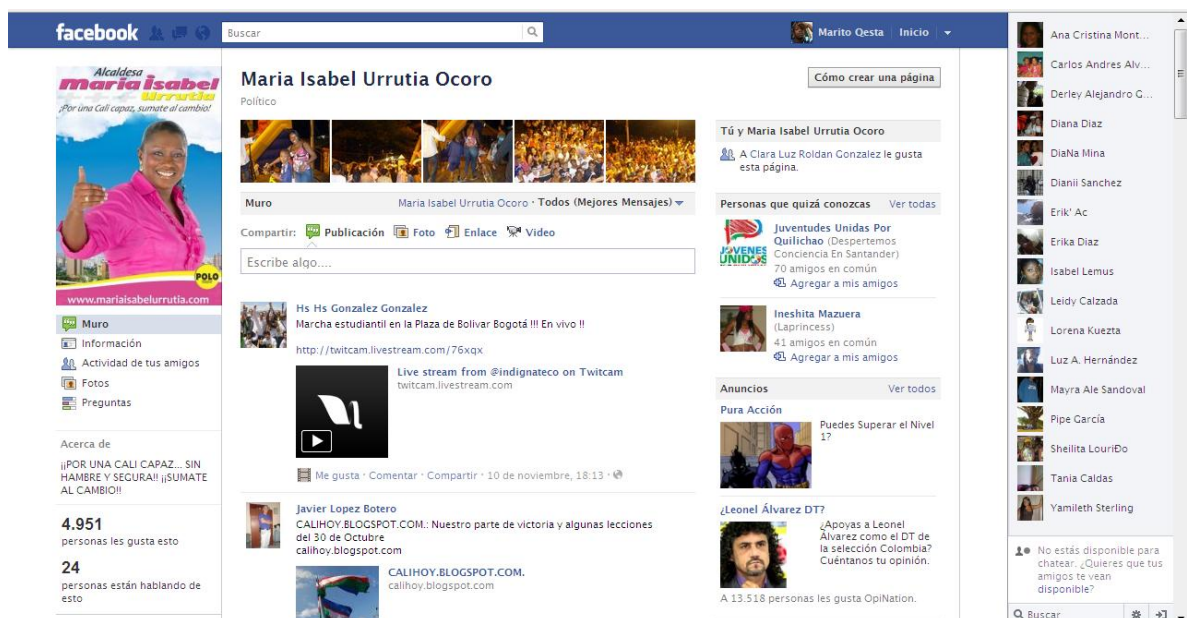 facebook
Buscar
Marito Qesta
Inicio
Alcaldesa
maria isabel
Urrutia
¡Por una Cali capaz, sumate al cambio!
POLO
www.mariaisabelurrutia.com
Muro
Información
Actividad de tus amigos
Fotos
Preguntas
Acerca de
¡¡POR UNA CALI CAPAZ... SIN
HAMBRE Y SEGURA!! ¡¡SUMATE
AL CAMBIO!!
4.951
personas les gusta esto
24
personas están hablando de
esto
Maria Isabel Urrutia Ocoro
Político
Cómo crear una página
Muro
Maria Isabel Urrutia Ocoro · Todos (Mejores Mensajes)
Compartir: Publicación Foto Enlace Video
Escribe algo....
Hs Hs Gonzalez Gonzalez
Marcha estudiantil en la Plaza de Bolivar Bogotá !!! En vivo !!
http://twitcam.livestream.com/76xqx
Live stream from @indignateco on Twitcam
twitcam.livestream.com
Me gusta · Comentar · Compartir · 10 de noviembre, 18:13 ·
Javier Lopez Botero
CALIHOY.BLOGSPOT.COM.: Nuestro parte de victoria y algunas lecciones
del 30 de Octubre
calihoy.blogspot.com
CALIHOY.BLOGSPOT.COM.
calihoy.blogspot.com
Tú y Maria Isabel Urrutia Ocoro
A Clara Luz Roldan Gonzalez le gusta
esta página.
Personas que quizá conozcas Ver todas
JOVENES
UNIDOS
Juventudes Unidas Por
Quilichao (Despertemos
Conciencia En Santander)
70 amigos en común
Agregar a mis amigos
Ineshita Mazuera
(Laprincess)
41 amigos en común
Agregar a mis amigos
Anuncios Ver todos
Pura Acción
Puedes Superar el Nivel
1?
¿Leonel Álvarez DT?
¿Apoyas a Leonel
Álvarez como el DT de
la selección Colombia?
Cuéntanos tu opinión.
A 13.518 personas les gusta OpiNation.
Ana Cristina Mont...
Carlos Andres Alv...
Derley Alejandro G...
Diana Diaz
DiaNa Mina
Dianii Sanchez
Erik' Ac
Erika Diaz
Isabel Lemus
Leidy Calzada
Lorena Kuezta
Luz A. Hernández
Mayra Ale Sandoval
Pipe García
Sheilita LouriÐo
Tania Caldas
Yamileth Sterling
No estás disponible para
chatear. ¿Quieres que tus
amigos te vean
disponible?
Buscar